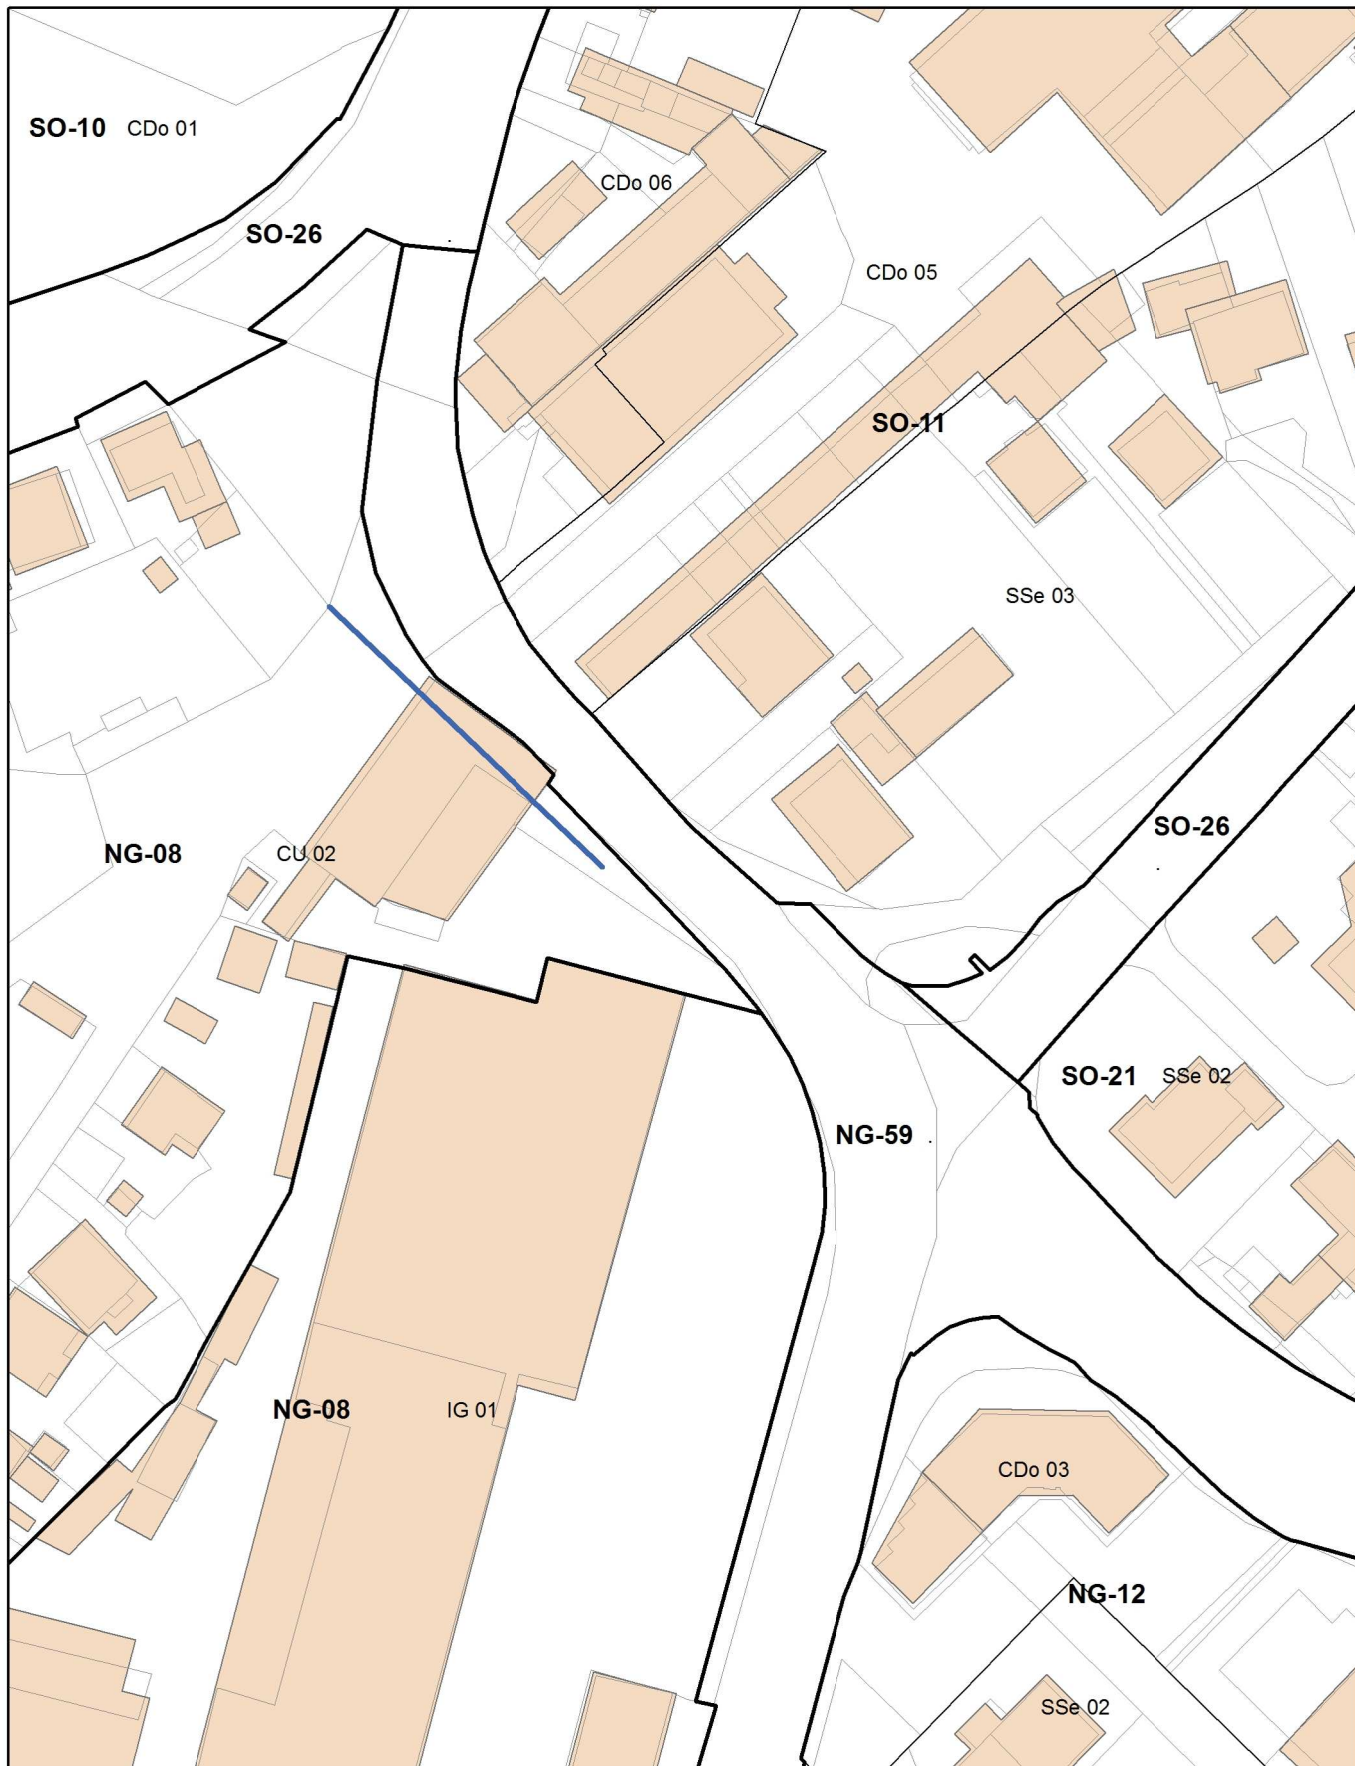 SO-10 CDo 01
CDo 06
SO-26
CDo 05
SO-11
SSe 03
SO-26
NG-08 CU 02
SO-21 SSe 02
NG-59
NG-08 IG 01
CDo 03
NG-12
SSe 02